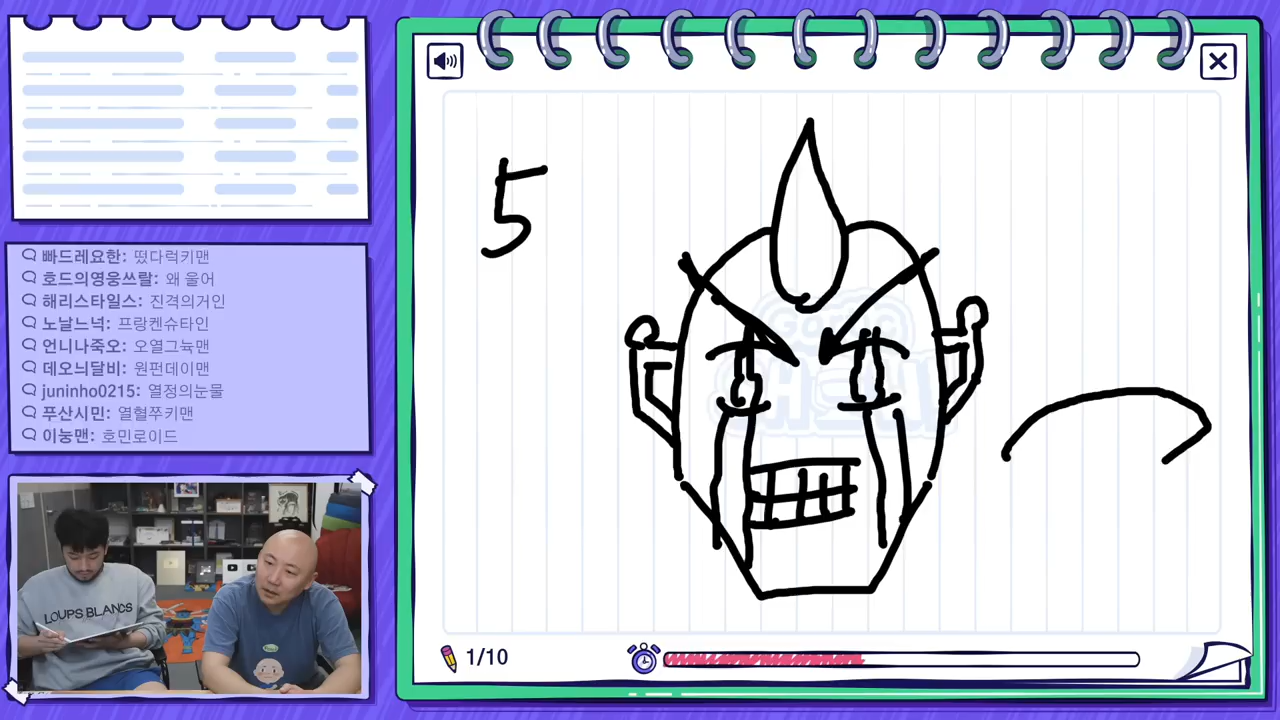 5
빠드레요한: 떴다럭키맨
호드의영웅쓰랄: 왜 울어
해리스타일스: 진격의거인
노날느넉: 프랑켄슈타인
언니나죽오: 오열그뉵맨
데오늬달비: 원펀데이맨
juninho0215: 열정의눈물
푸산시민: 열혈쭈키맨
이눙맨: 호민로이드
LOUPS BLANCS
1/10